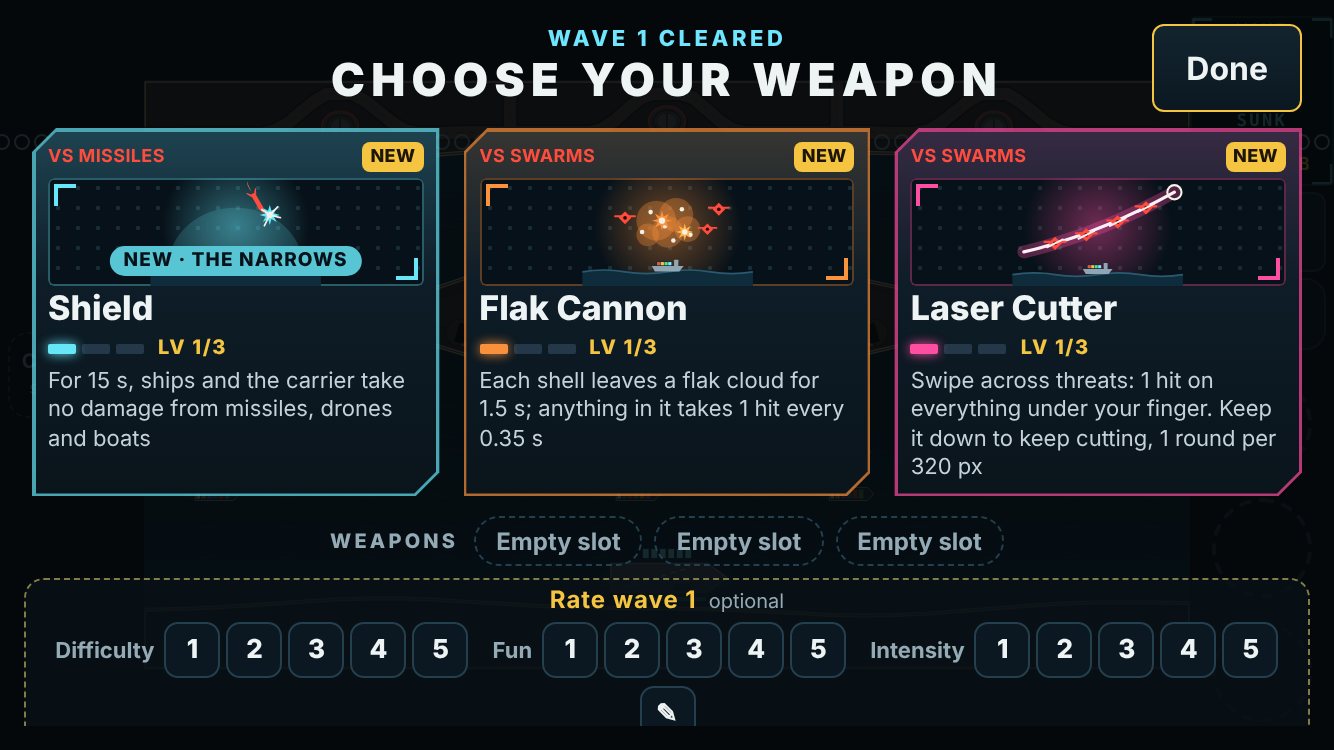 WAVE 1 CLEARED
CHOOSE YOUR WEAPON
Done
SUNK
VS MISSILES
NEW
NEW · THE NARROWS
Shield
LV 1/3
For 15 s, ships and the carrier take
no damage from missiles, drones
and boats
VS SWARMS
NEW
Flak Cannon
LV 1/3
Each shell leaves a flak cloud for
1.5 s; anything in it takes 1 hit every
0.35 s
VS SWARMS
NEW
Laser Cutter
LV 1/3
Swipe across threats: 1 hit on
everything under your finger. Keep
it down to keep cutting, 1 round per
320 px
WEAPONS
Empty slot
Empty slot
Empty slot
Rate wave 1 optional
Difficulty 1 2 3 4 5 Fun 1 2 3 4 5 Intensity 1 2 3 4 5